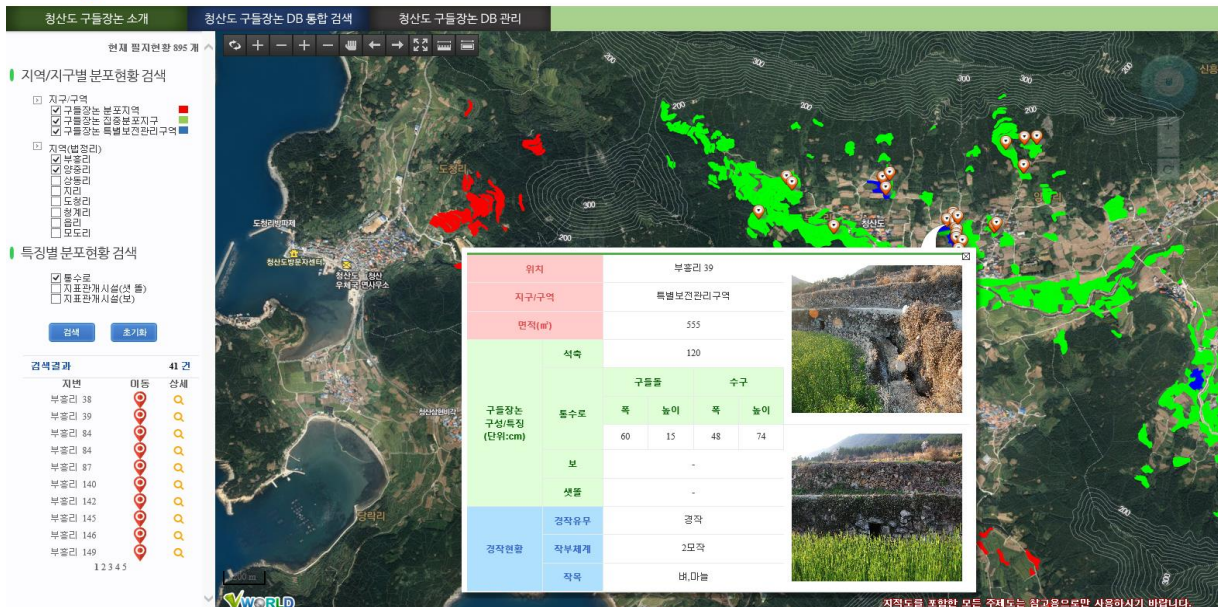 청산도 구들장논 소개
청산도 구들장논 DB 통합 검색
청산도 구들장논 DB 관리
현재 필지현황 895 개
지역/지구별 분포현황 검색
지구/구역
구들장논 분포지역
구들장논 집중분포지구
구들장논 특별보전관리구역
지역(법정리)
부흥리
양중리
상동리
지리
도청리
청계리
읍리
모도리
특징별 분포현황 검색
통수로
지표관개시설(샛 똘)
지표관개시설(보)
검색 초기화
검색결과 41 건
지번 이동 상세
부흥리 38
부흥리 39
부흥리 84
부흥리 84
부흥리 87
부흥리 140
부흥리 142
부흥리 145
부흥리 146
부흥리 149
1 2 3 4 5
200
300
300
300
200
200
도청리
300
200
청산도
도청리방파제
청산도방문자센터
청산도 청산
우체국 면사무소
당락리
200
300
위치 부흥리 39
지구/구역 특별보전관리구역
면적(㎡) 555
구들장논
구성/특징
(단위:cm)
석축 120
통수로
구들돌 수구
폭 높이 폭 높이
60 15 48 74
보 -
샛똘 -
경작현황
경작유무 경작
작부체계 2모작
작목 벼,마늘
VWORLD
지적도를 포함한 모든 주제도는 참고용으로만 사용하시기 바랍니다.